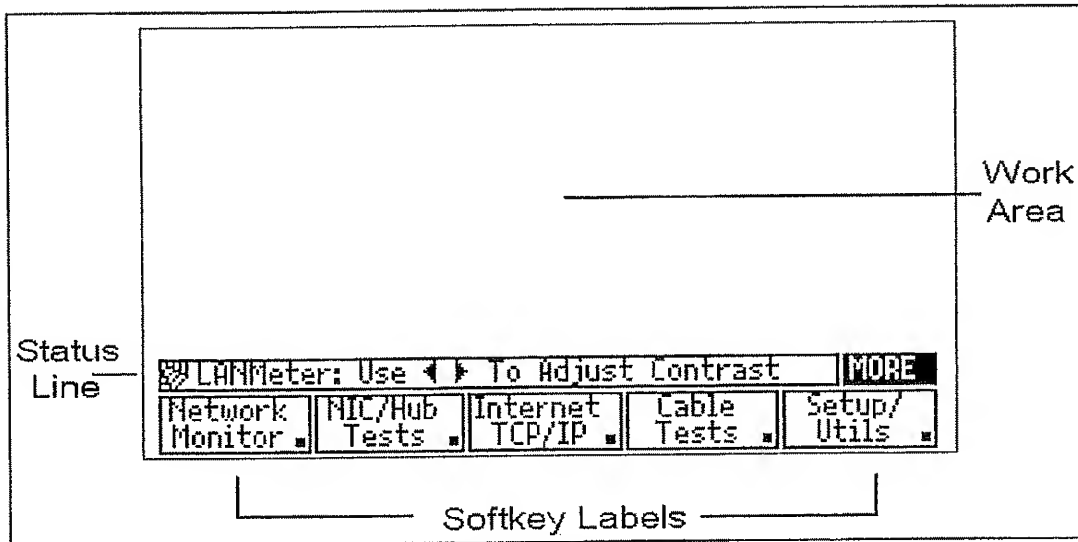 Work
Area
Status
Line
LANMeter: Use ◀ ▶ To Adjust Contrast MORE
Network Monitor
NIC/Hub Tests
Internet TCP/IP
Cable Tests
Setup/ Utils
Softkey Labels